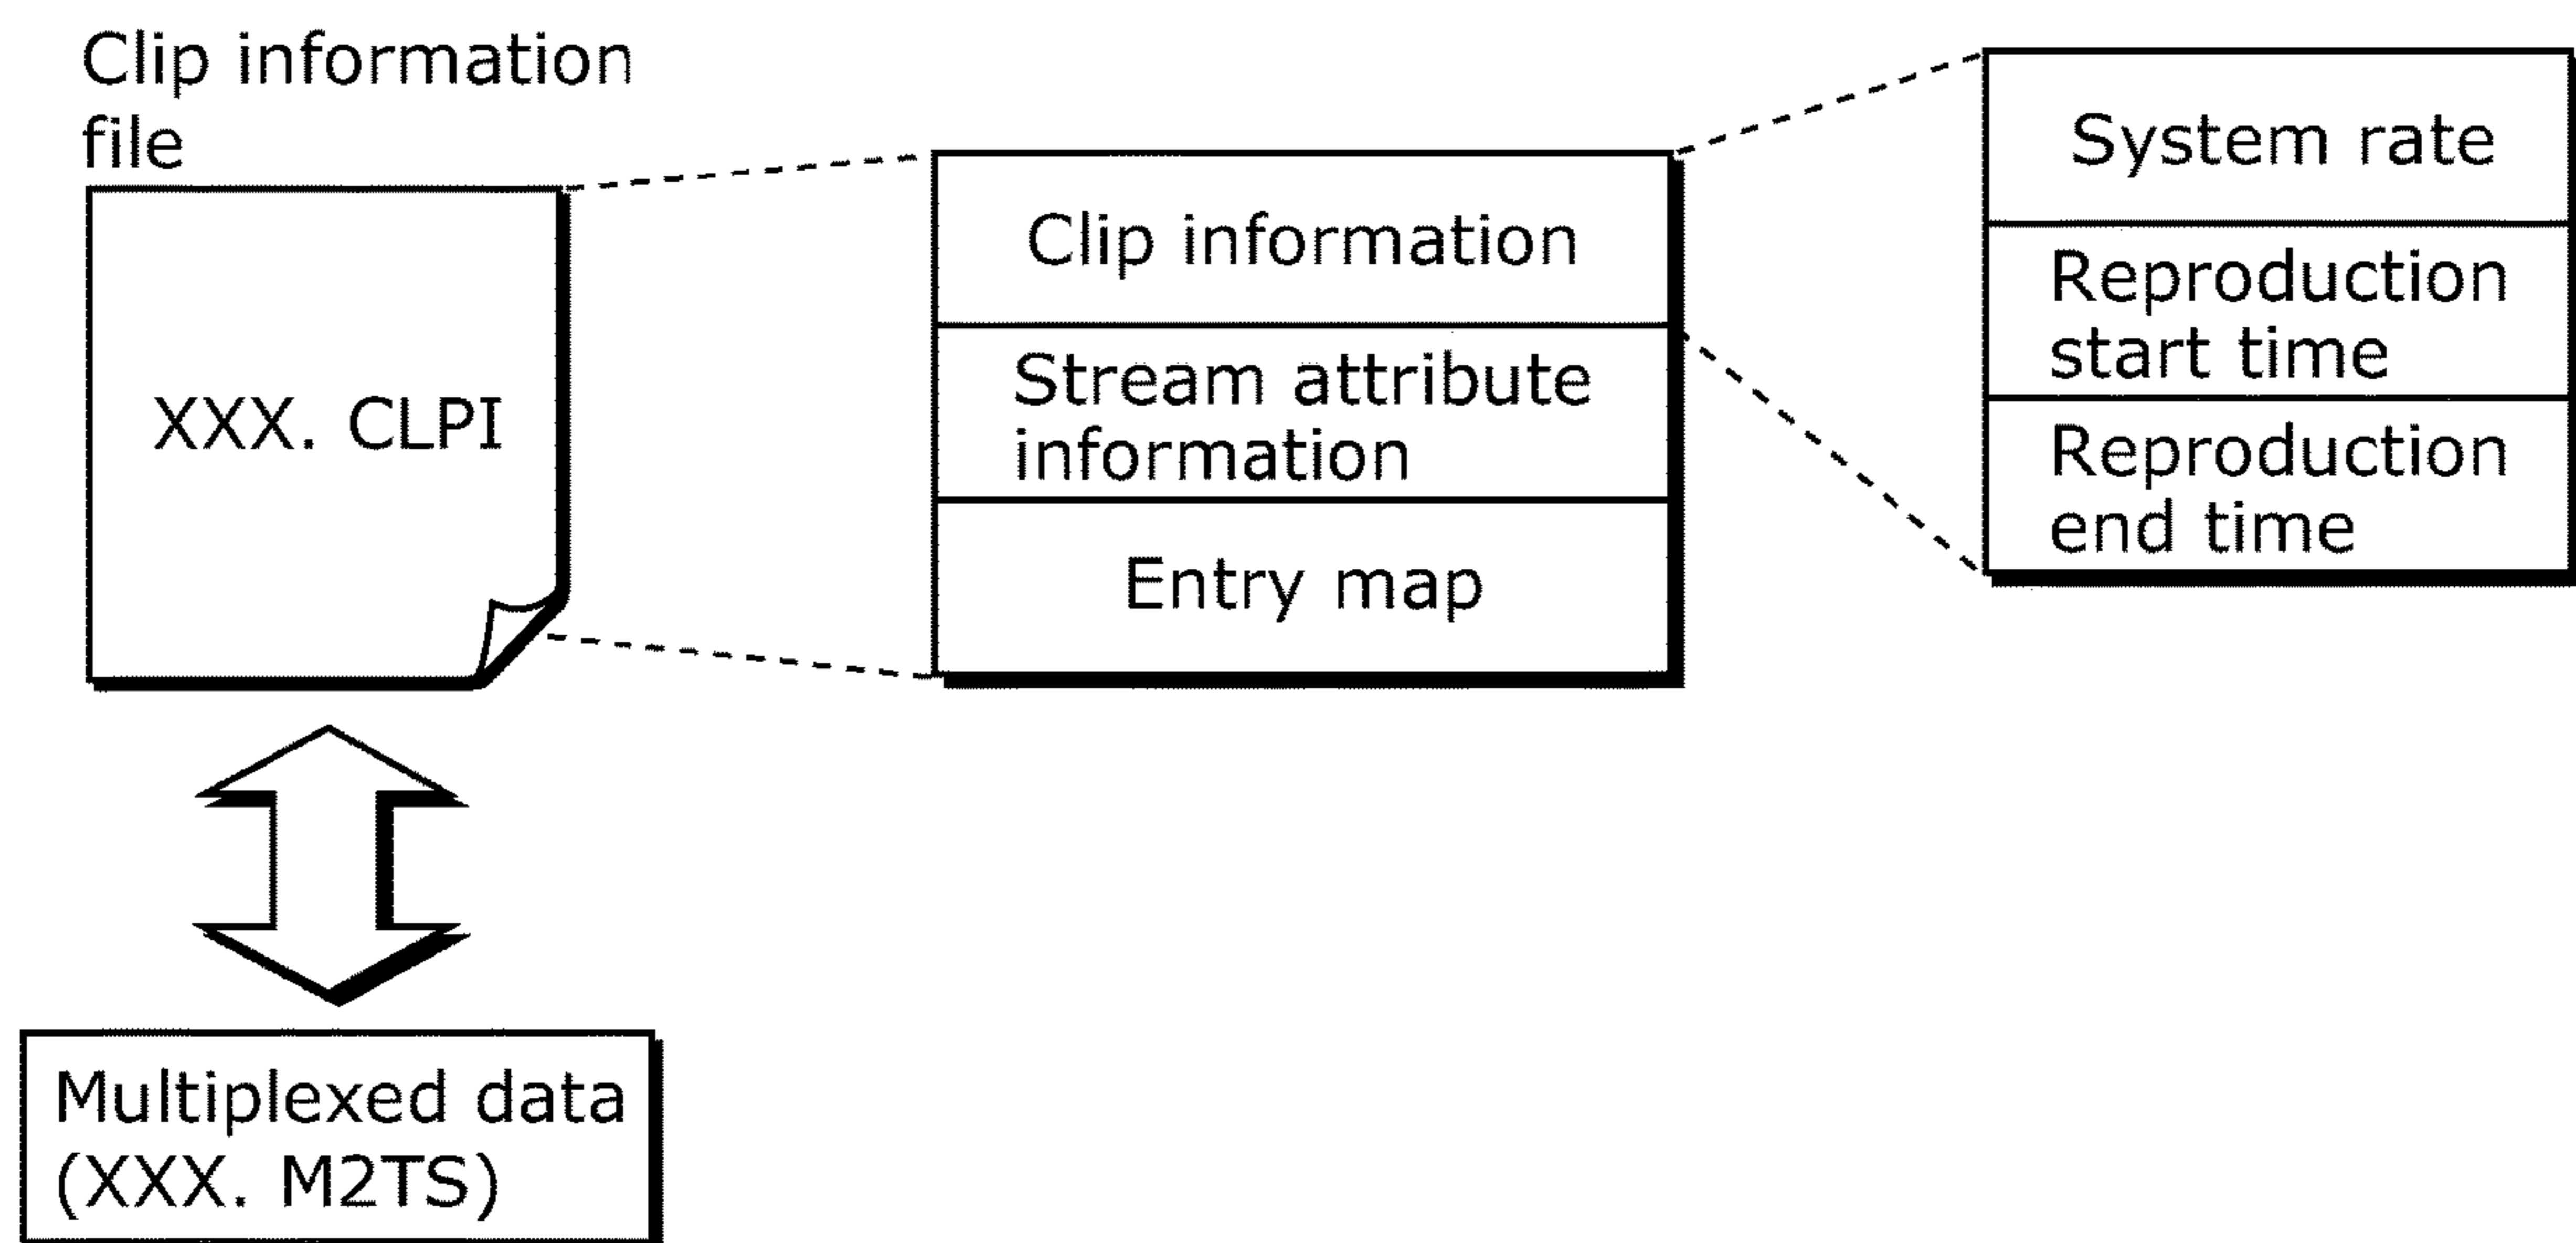 Clip information
file
XXX. CLPI
Clip information
Stream attribute
information
Entry map
System rate
Reproduction
start time
Reproduction
end time
Multiplexed data
(XXX. M2TS)